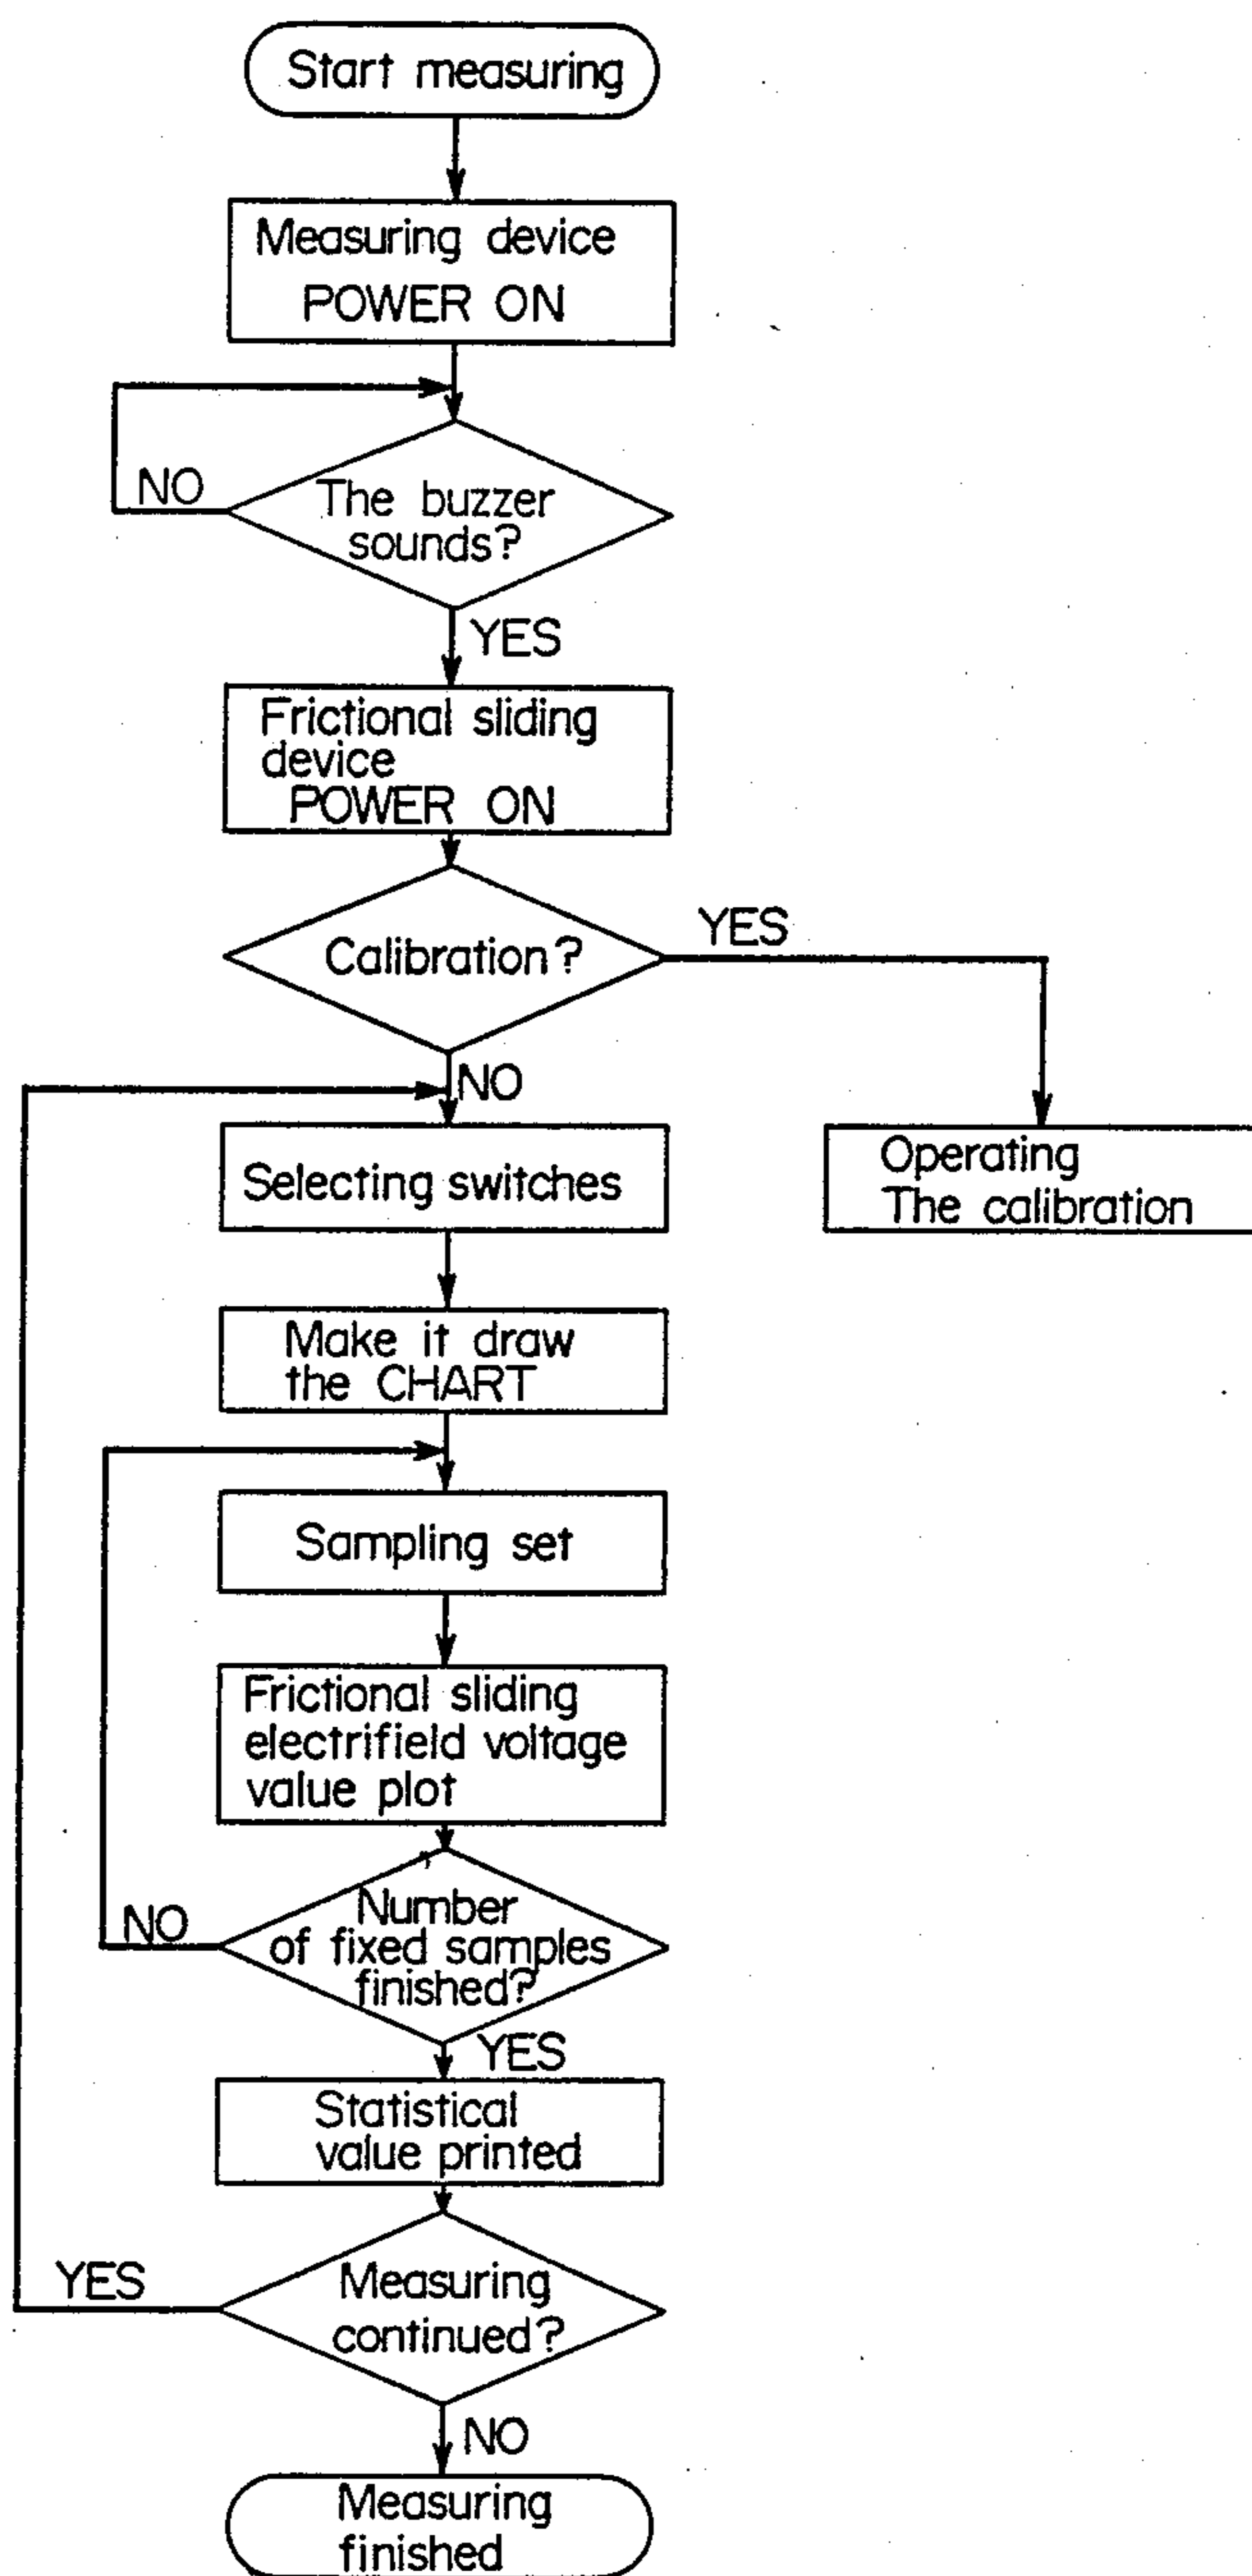 Start measuring
Measuring device
POWER ON
NO
The buzzer
sounds?
YES
Frictional sliding
device
POWER ON
Calibration?
YES
NO
Selecting switches
Operating
The calibration
Make it draw
the CHART
Sampling set
Frictional sliding
electrifield voltage
value plot
Number
of fixed samples
finished?
NO
YES
Statistical
value printed
Measuring
continued?
YES
NO
Measuring
finished